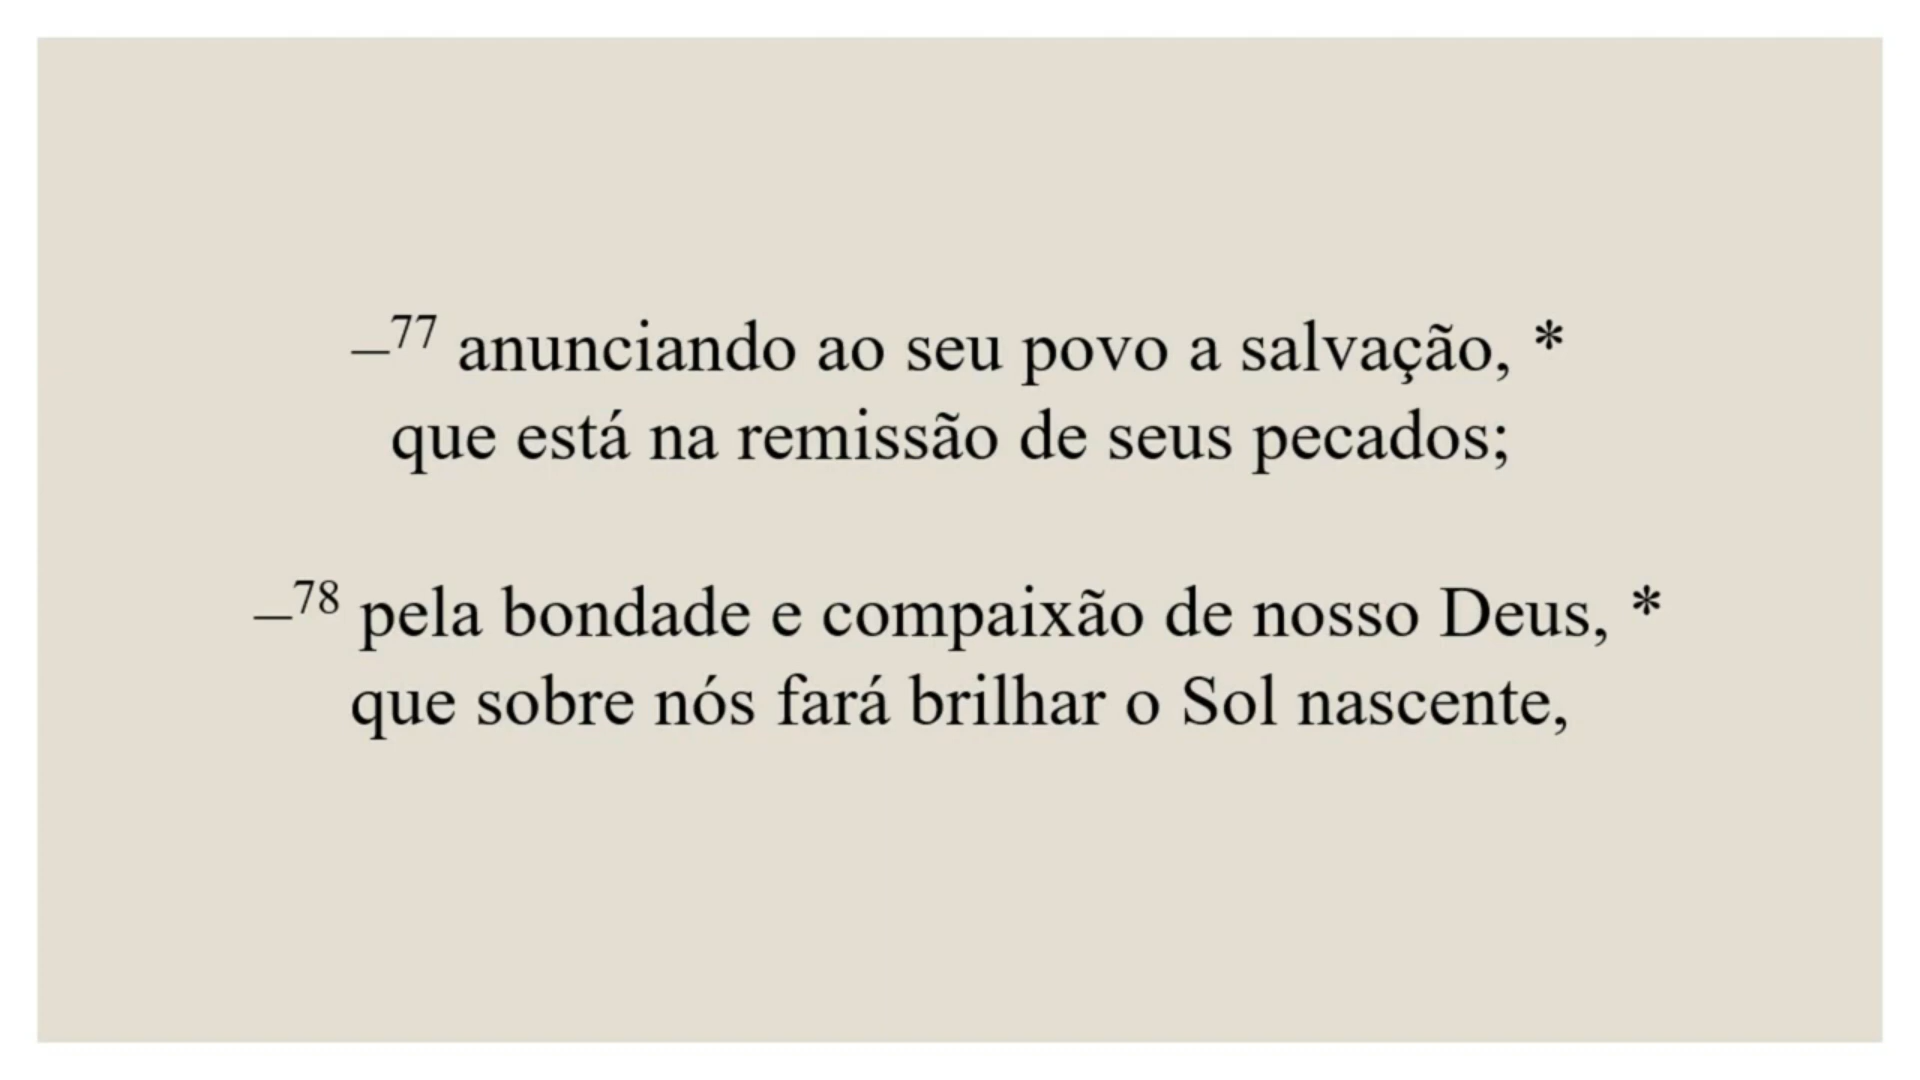 –77 anunciando ao seu povo a salvação, *
que está na remissão de seus pecados;
–78 pela bondade e compaixão de nosso Deus, *
que sobre nós fará brilhar o Sol nascente,